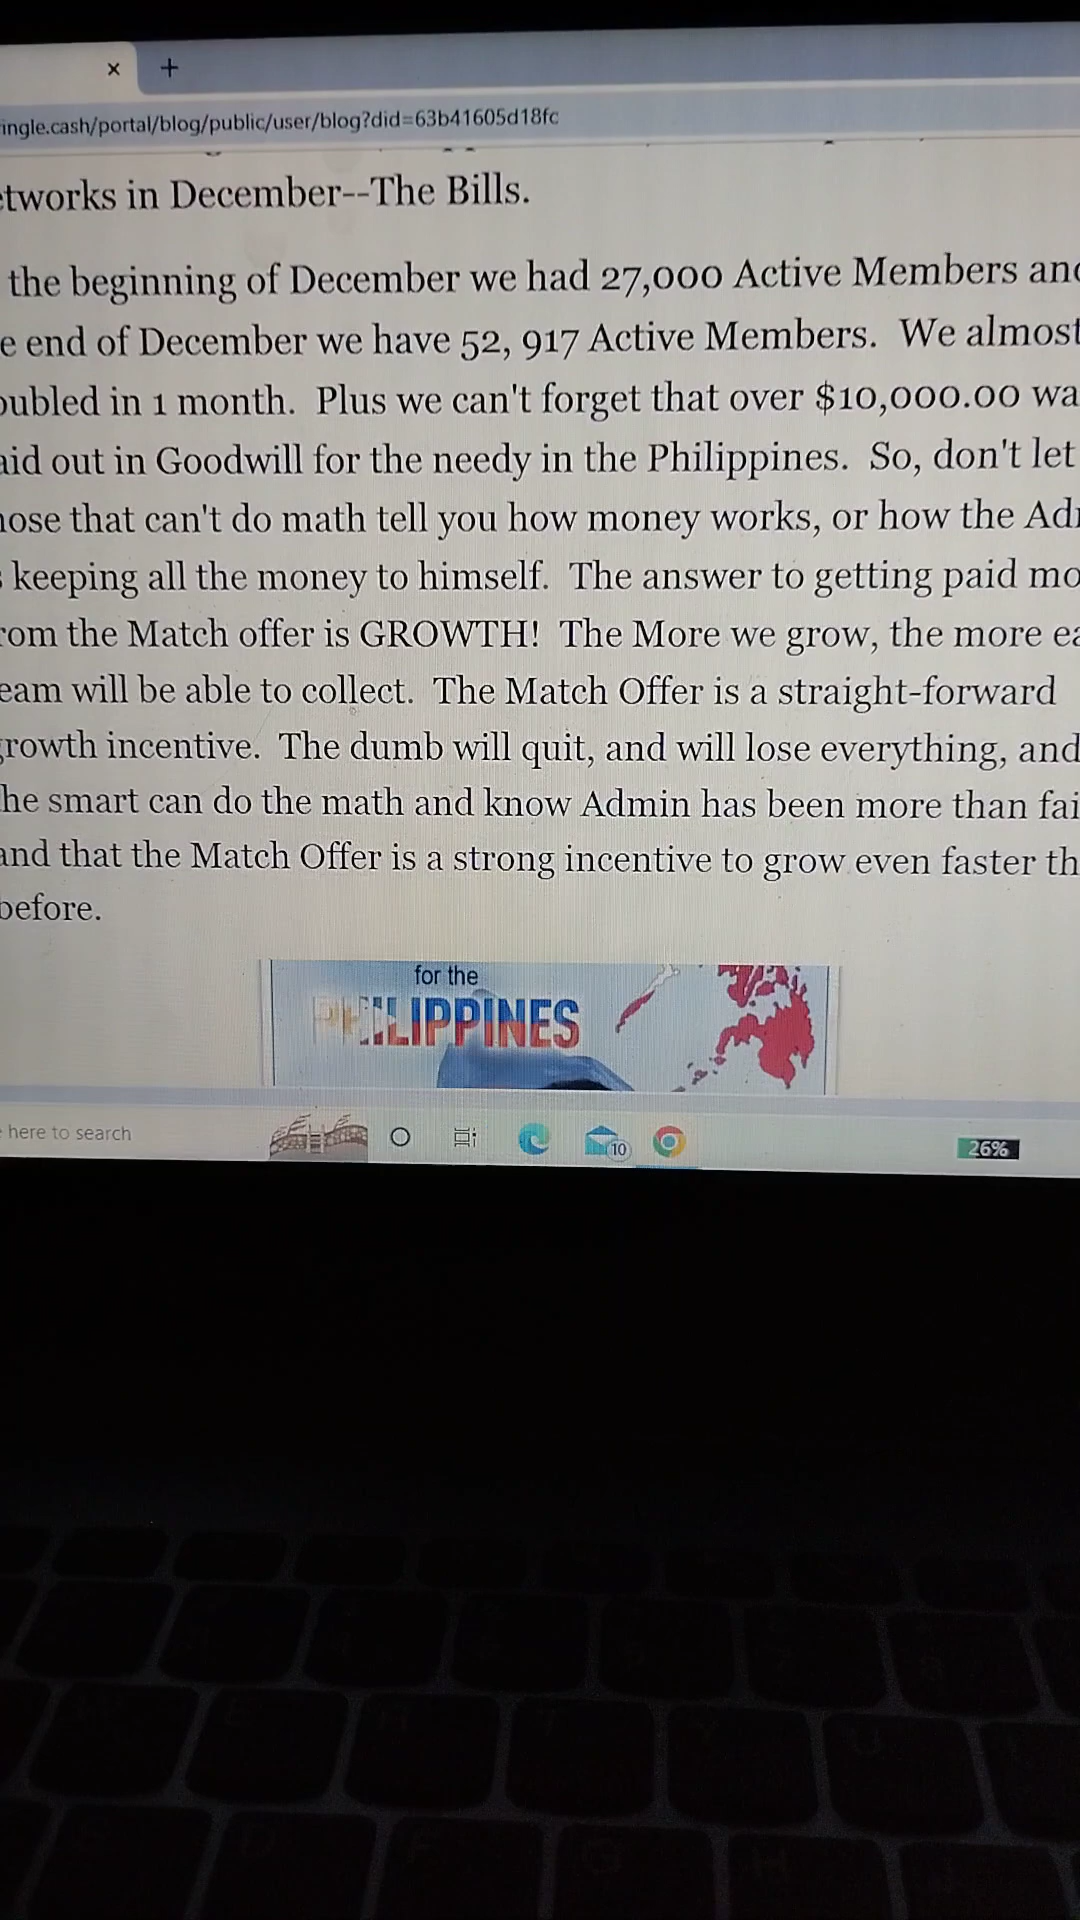 +
ingle.cash/portal/blog/public/user/blog?did=63b41605d18fc
etworks in December--The Bills.
the beginning of December we had 27,000 Active Members and
e end of December we have 52, 917 Active Members. We almost
oubled in 1 month. Plus we can't forget that over $10,000.00 wa
aid out in Goodwill for the needy in the Philippines. So, don't let
hose that can't do math tell you how money works, or how the Ad
s keeping all the money to himself. The answer to getting paid mo
rom the Match offer is GROWTH! The More we grow, the more ea
eam will be able to collect. The Match Offer is a straight-forward
growth incentive. The dumb will quit, and will lose everything, and
he smart can do the math and know Admin has been more than fai
and that the Match Offer is a strong incentive to grow even faster th
before.
for the
PHILIPPINES
here to search
10
26%